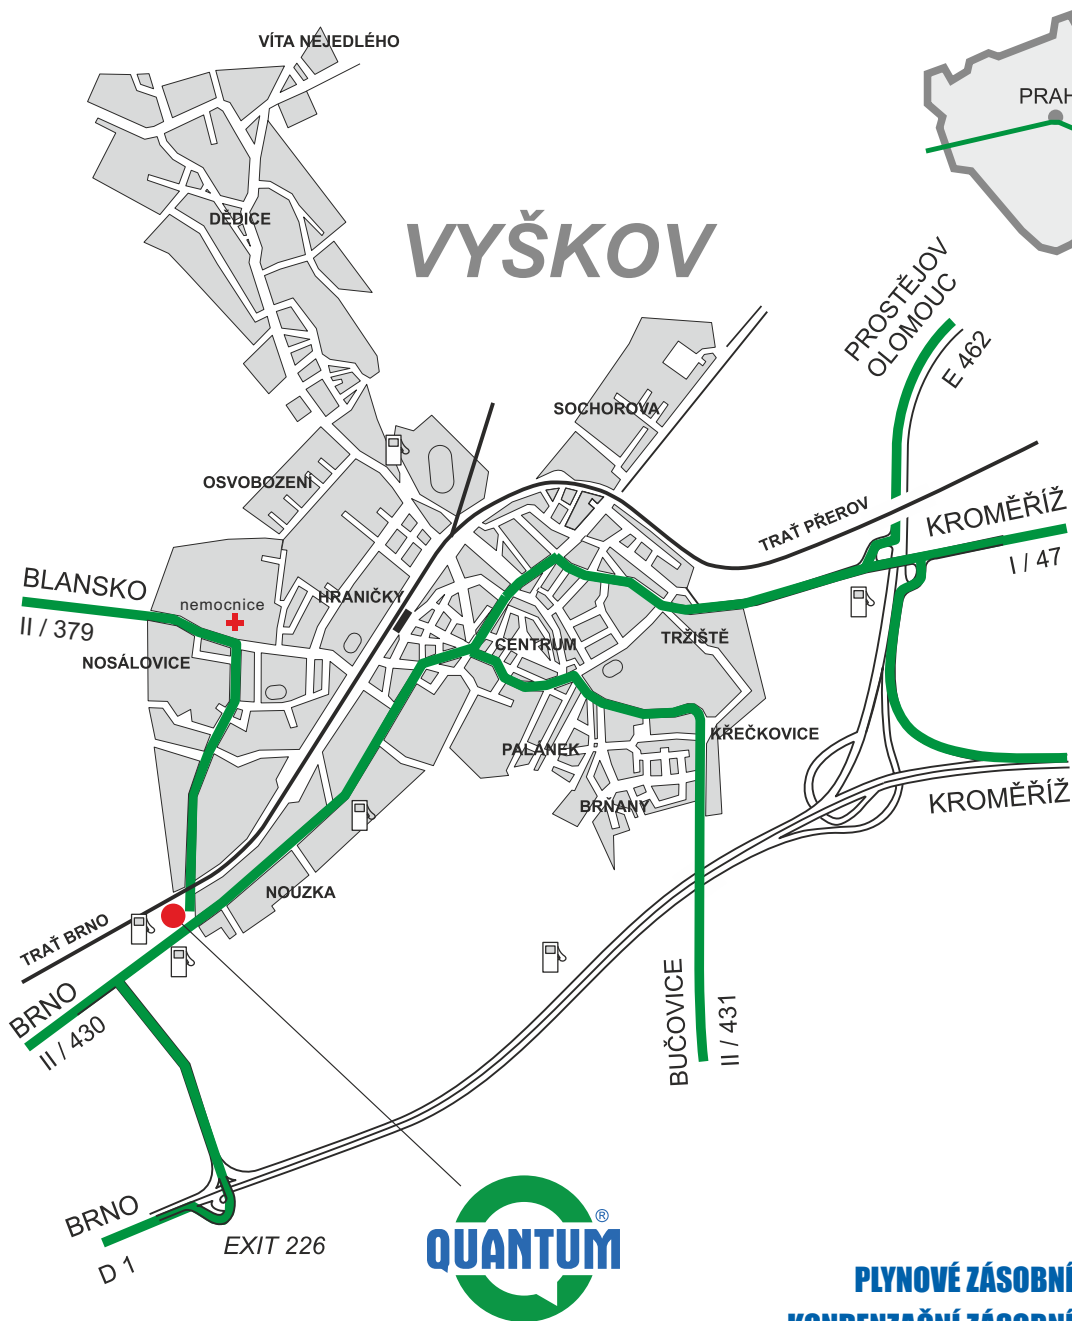 VÍTA NEJEDLÉHO
PRAH
DĚDICE
VYŠKOV
PROSTĚJOV
OLOMOUC
E 462
SOCHOROVA
OSVOBOZENÍ
TRAŤ PŘEROV
KROMĚŘÍŽ
I / 47
BLANSKO
II / 379
nemocnice
HRANIČKY
NOSÁLOVICE
CENTRUM
TRŽIŠTĚ
KŘEČKOVICE
PALÁNEK
BRŇANY
KROMĚŘÍŽ
NOUZKA
TRAŤ BRNO
BRNO
II / 430
BUČOVICE
II / 431
BRNO
D 1
EXIT 226
QUANTUM®
PLYNOVÉ ZÁSOBNÍ
KONDENZAČNÍ ZÁSOBNÍ